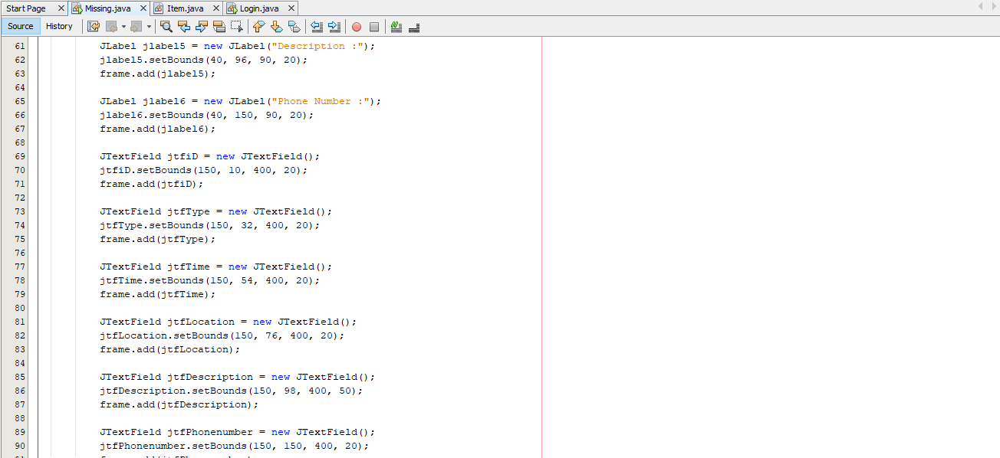 Start Page Missing.java Item.java Login.java
Source History
61 JLabel jlabel5 = new JLabel("Description :");
62 jlabel5.setBounds(40, 96, 90, 20);
63 frame.add(jlabel5);
64
65 JLabel jlabel6 = new JLabel("Phone Number :");
66 jlabel6.setBounds(40, 150, 90, 20);
67 frame.add(jlabel6);
68
69 JTextField jtfiD = new JTextField();
70 jtfiD.setBounds(150, 10, 400, 20);
71 frame.add(jtfiD);
72
73 JTextField jtfType = new JTextField();
74 jtfType.setBounds(150, 32, 400, 20);
75 frame.add(jtfType);
76
77 JTextField jtfTime = new JTextField();
78 jtfTime.setBounds(150, 54, 400, 20);
79 frame.add(jtfTime);
80
81 JTextField jtfLocation = new JTextField();
82 jtfLocation.setBounds(150, 76, 400, 20);
83 frame.add(jtfLocation);
84
85 JTextField jtfDescription = new JTextField();
86 jtfDescription.setBounds(150, 98, 400, 50);
87 frame.add(jtfDescription);
88
89 JTextField jtfPhonenumber = new JTextField();
90 jtfPhonenumber.setBounds(150, 150, 400, 20);